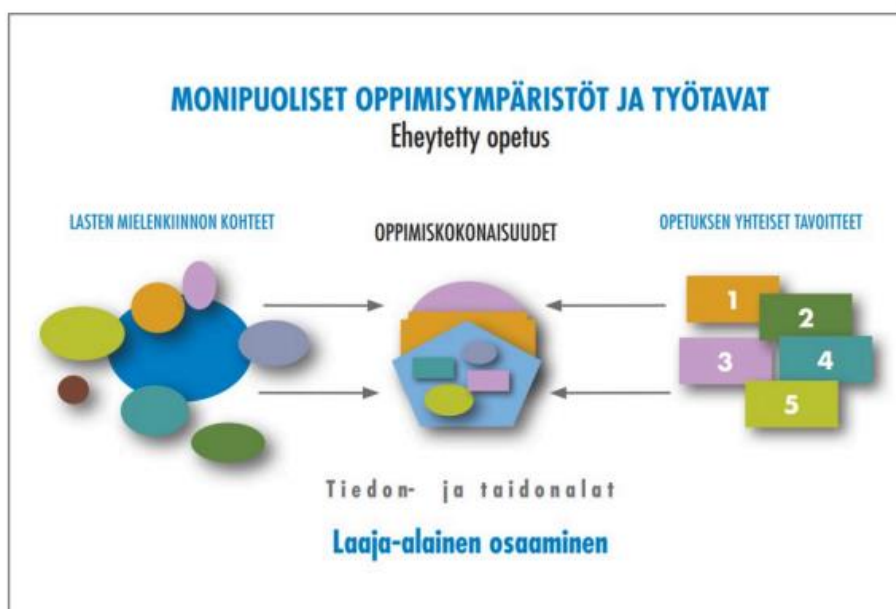 MONIPUOLISET OPPIMISYMPÄRISTÖT JA TYÖTAVAT
Eheytetty opetus
LASTEN MIELENKIINNON KOHTEET
OPPIMISKOKONAISUUDET
OPETUKSEN YHTEISET TAVOITTEET
1
2
3
4
5
Tiedon- ja taidonalat
Laaja-alainen osaaminen